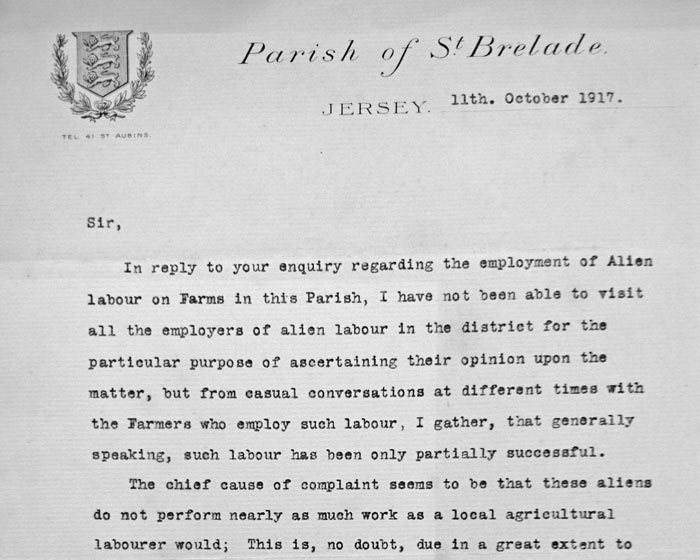 Parish of St Brelade.
JERSEY. 11th. October 1917.
TEL. 41 ST AUBINS.
Sir,
In reply to your enquiry regarding the employment of Alien
labour on Farms in this Parish, I have not been able to visit
all the employers of alien labour in the district for the
particular purpose of ascertaining their opinion upon the
matter, but from casual conversations at different times with
the Farmers who employ such labour, I gather, that generally
speaking, such labour has been only partially successful.
The chief cause of complaint seems to be that these aliens
do not perform nearly as much work as a local agricultural
labourer would; This is, no doubt, due in a great extent to